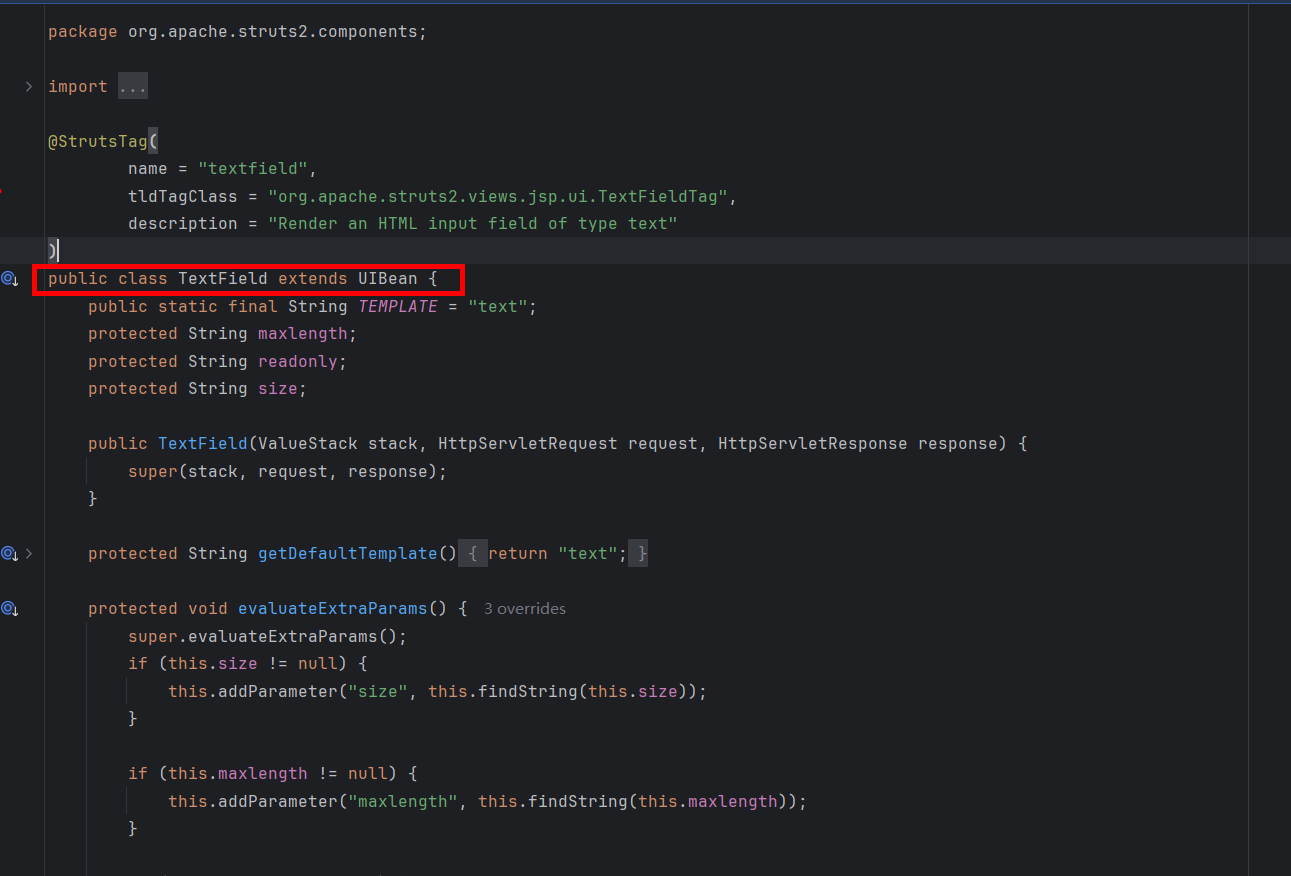 package org.apache.struts2.components;
import ...
@StrutsTag(
name = "textfield",
tldTagClass = "org.apache.struts2.views.jsp.ui.TextFieldTag",
description = "Render an HTML input field of type text"
)
public class TextField extends UIBean {
public static final String TEMPLATE = "text";
protected String maxlength;
protected String readonly;
protected String size;
public TextField(ValueStack stack, HttpServletRequest request, HttpServletResponse response) {
super(stack, request, response);
}
protected String getDefaultTemplate() { return "text"; }
protected void evaluateExtraParams() { 3 overrides
super.evaluateExtraParams();
if (this.size != null) {
this.addParameter("size", this.findString(this.size));
}
if (this.maxlength != null) {
this.addParameter("maxlength", this.findString(this.maxlength));
}